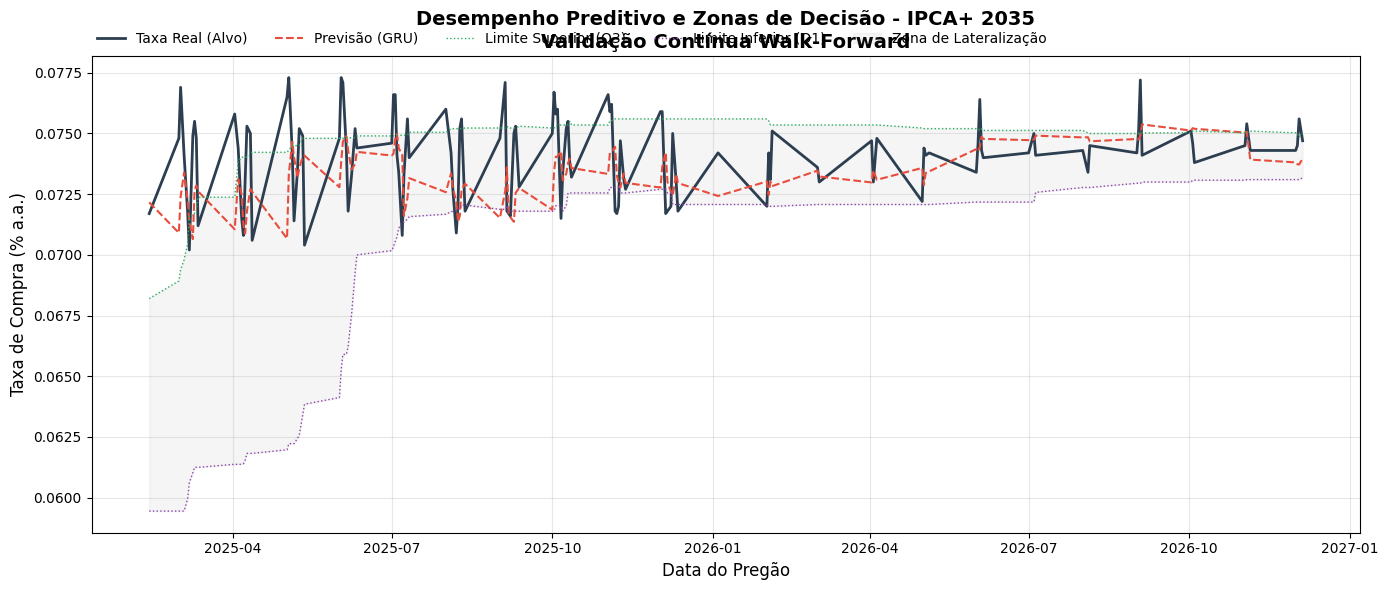 Desempenho Preditivo e Zonas de Decisão - IPCA+ 2035
Validação Contínua Walk-Forward
Taxa Real (Alvo)
Previsão (GRU)
Limite Superior (Q3)
Limite Inferior (Q1)
Zona de Lateralização
Taxa de Compra (% a.a.)
0.0775
0.0750
0.0725
0.0700
0.0675
0.0650
0.0625
0.0600
2025-04
2025-07
2025-10
2026-01
2026-04
2026-07
2026-10
2027-01
Data do Pregão